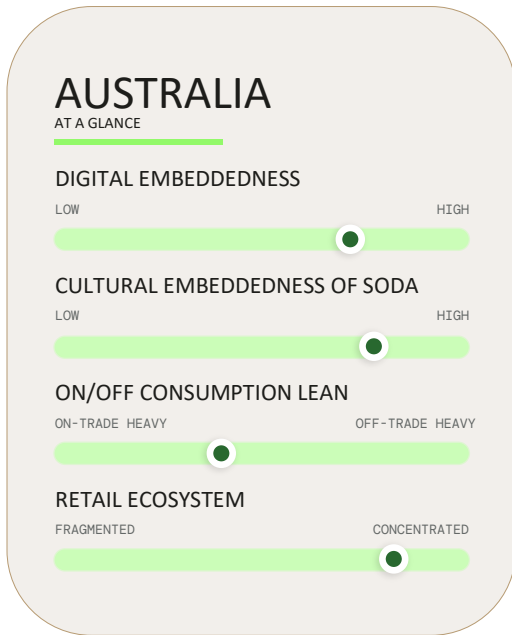 AUSTRALIA
AT A GLANCE
DIGITAL EMBEDDEDNESS
LOW HIGH
CULTURAL EMBEDDEDNESS OF SODA
LOW HIGH
ON/OFF CONSUMPTION LEAN
ON-TRADE HEAVY OFF-TRADE HEAVY
RETAIL ECOSYSTEM
FRAGMENTED CONCENTRATED